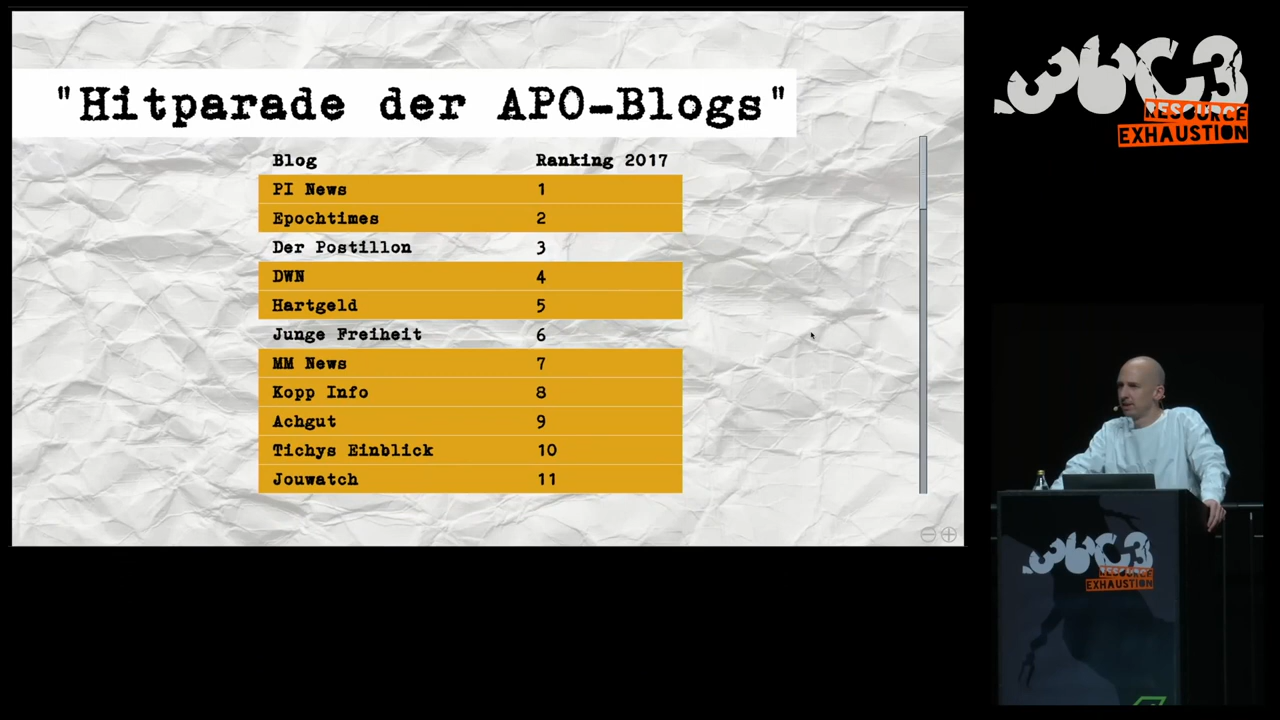 "Hitparade der APO-Blogs"
Blog Ranking 2017
PI News 1
Epochtimes 2
Der Postillon 3
DWN 4
Hartgeld 5
Junge Freiheit 6
MM News 7
Kopp Info 8
Achgut 9
Tichys Einblick 10
Jouwatch 11
36C3
RESOURCE
EXHAUSTION
36C3
RESOURCE
EXHAUSTION